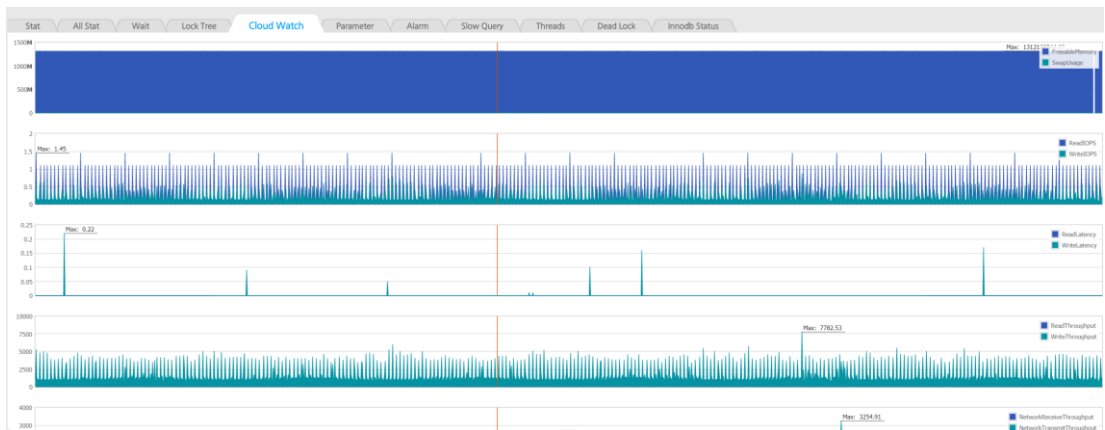 Stat All Stat Wait Lock Tree Cloud Watch Parameter Alarm Slow Query Threads Dead Lock Innodb Status
1500M
Max: 1312
FreeableMemory
1000M
SwapUsage
500M
0
2
ReadIOPS
1.5
Max: 1.45
WriteIOPS
1
0.5
0
0.25
Max: 0.22
ReadLatency
0.2
WriteLatency
0.15
0.1
0.05
0
10000
ReadThroughput
7500
Max: 7782.53
WriteThroughput
5000
2500
0
4000
Max: 3254.91
NetworkReceiveThroughput
3000
NetworkTransmitThroughput